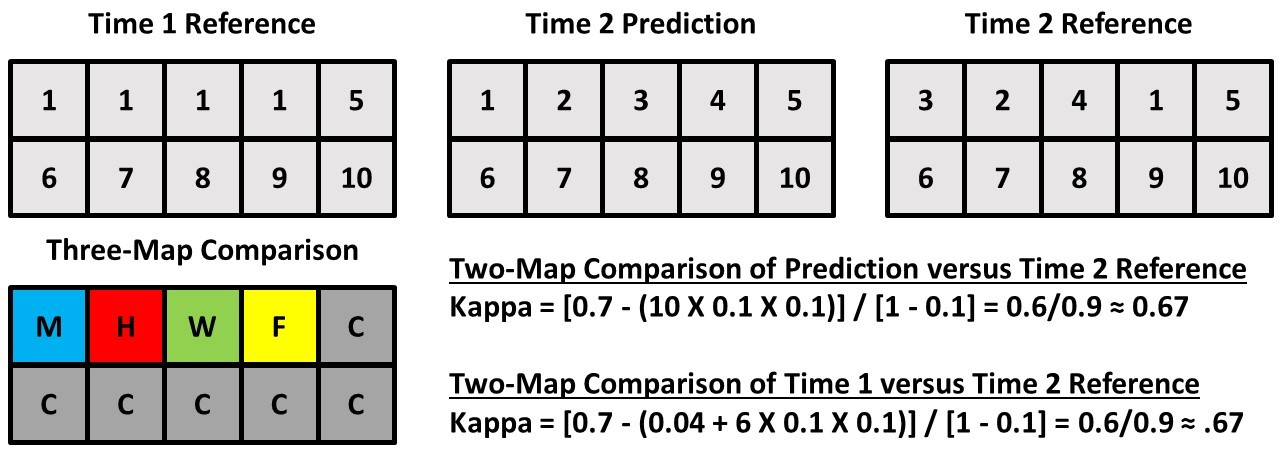 Time 1 Reference
1 1 1 1 5
6 7 8 9 10
Time 2 Prediction
1 2 3 4 5
6 7 8 9 10
Time 2 Reference
3 2 4 1 5
6 7 8 9 10
Three-Map Comparison
M H W F C
C C C C C
Two-Map Comparison of Prediction versus Time 2 Reference
Kappa = [0.7 - (10 X 0.1 X 0.1)] / [1 - 0.1] = 0.6/0.9 ≈ 0.67
Two-Map Comparison of Time 1 versus Time 2 Reference
Kappa = [0.7 - (0.04 + 6 X 0.1 X 0.1)] / [1 - 0.1] = 0.6/0.9 ≈ .67